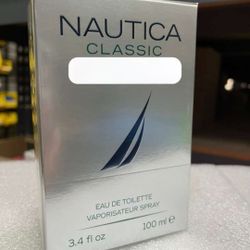 NAUTICA
CLASSIC
EAU DE TOILETTE
VAPORISATEUR SPRAY
3.4 fl oz 100 ml e